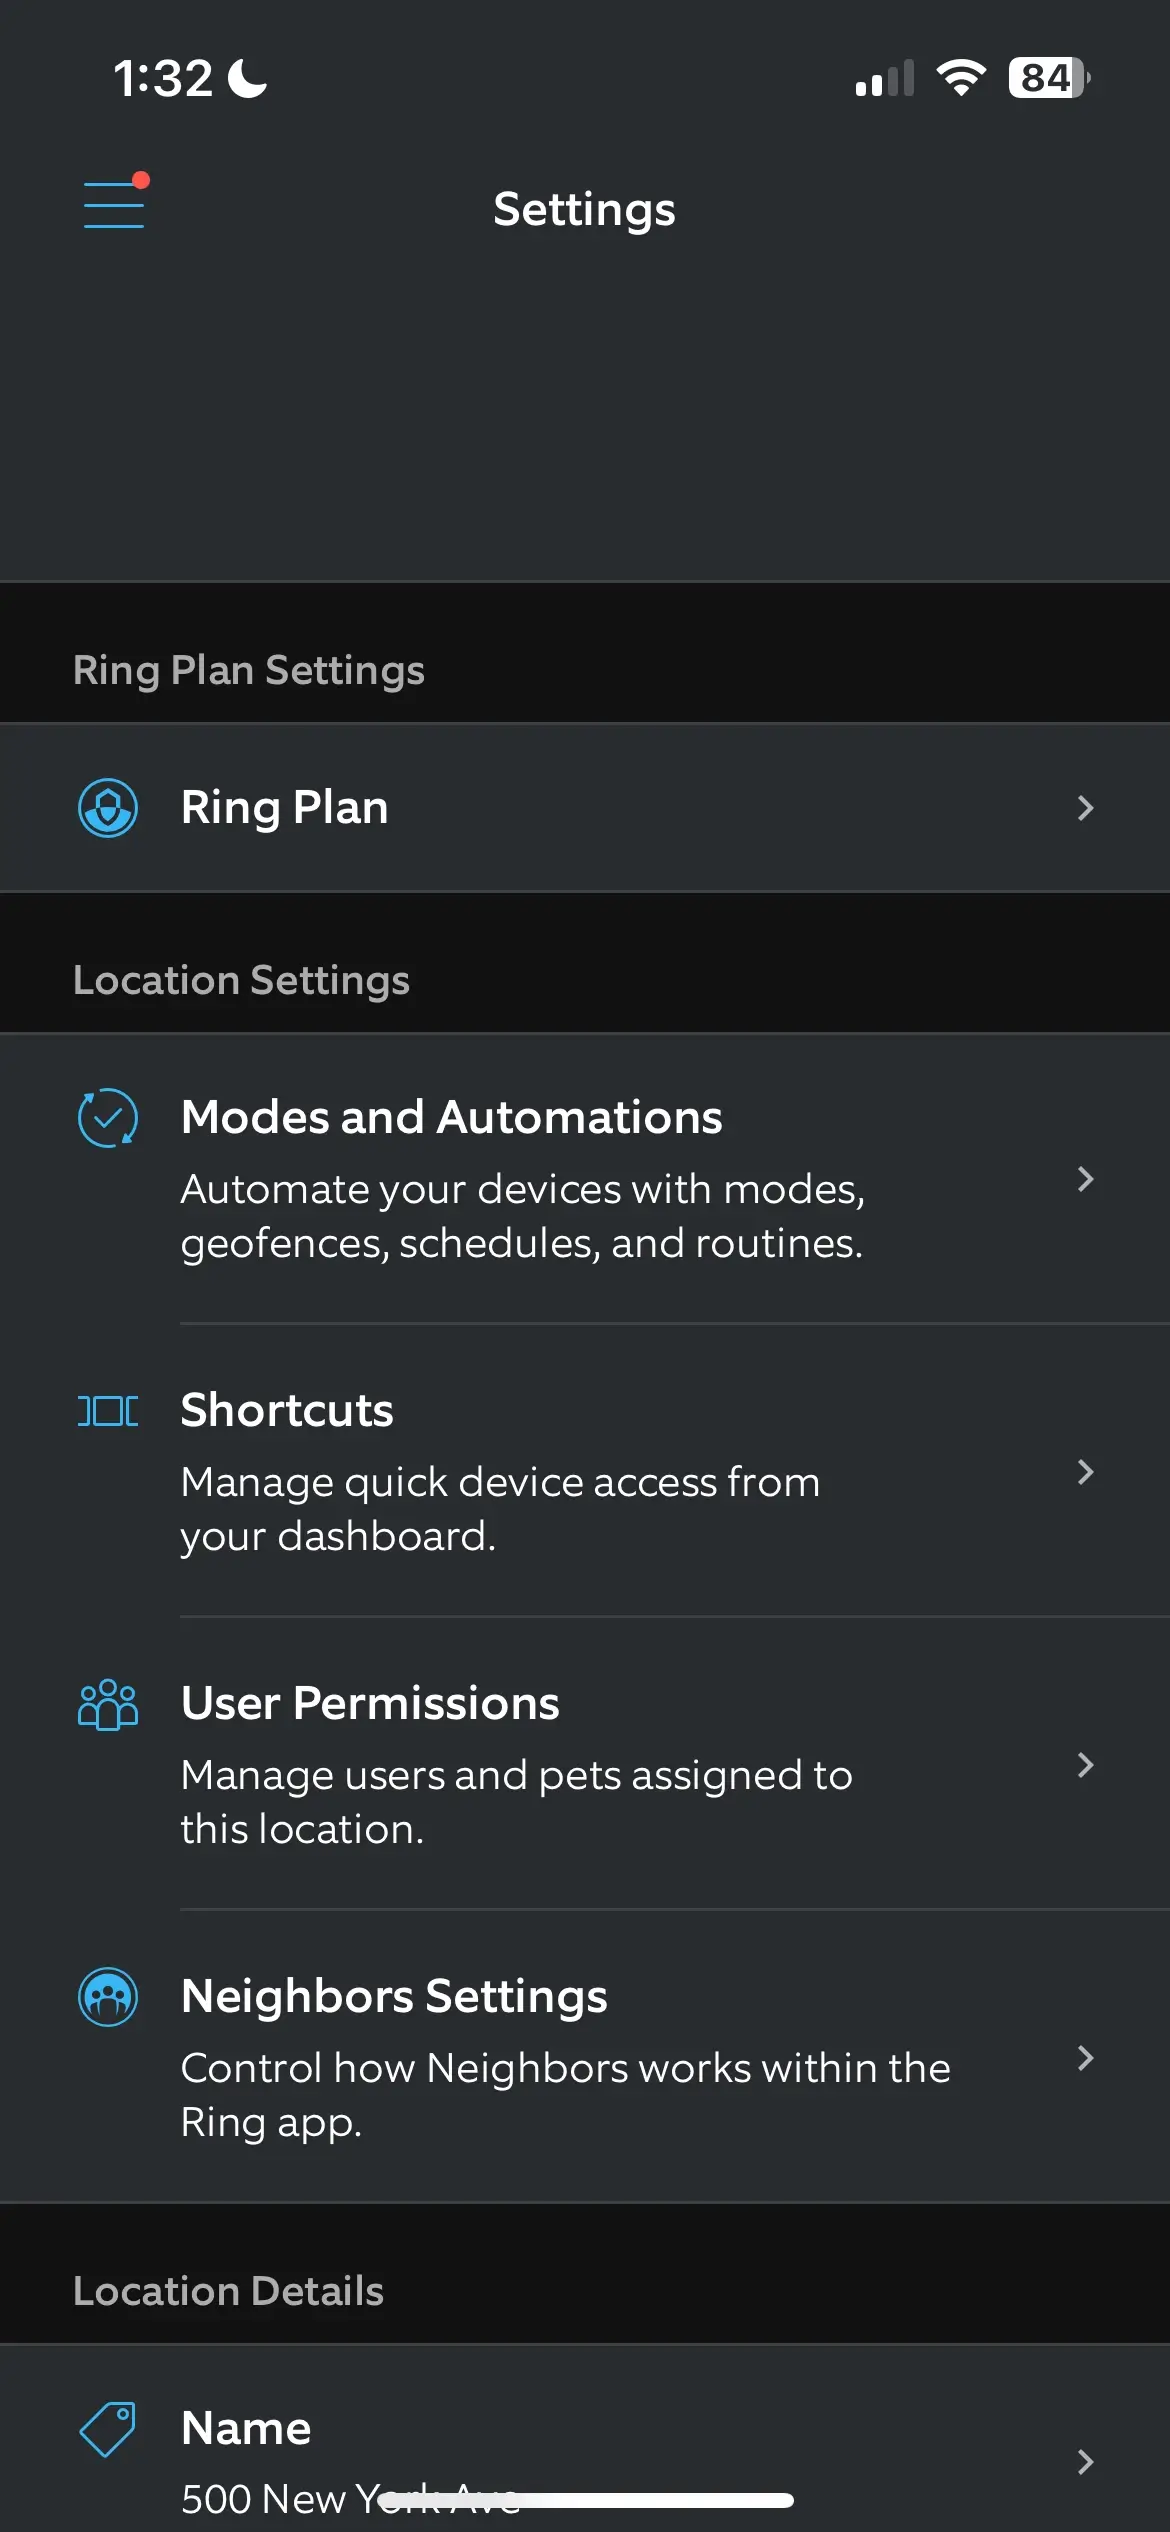 1:32
84
Settings
Ring Plan Settings
Ring Plan
Location Settings
Modes and Automations
Automate your devices with modes,
geofences, schedules, and routines.
Shortcuts
Manage quick device access from
your dashboard.
User Permissions
Manage users and pets assigned to
this location.
Neighbors Settings
Control how Neighbors works within the
Ring app.
Location Details
Name
500 New York Ave